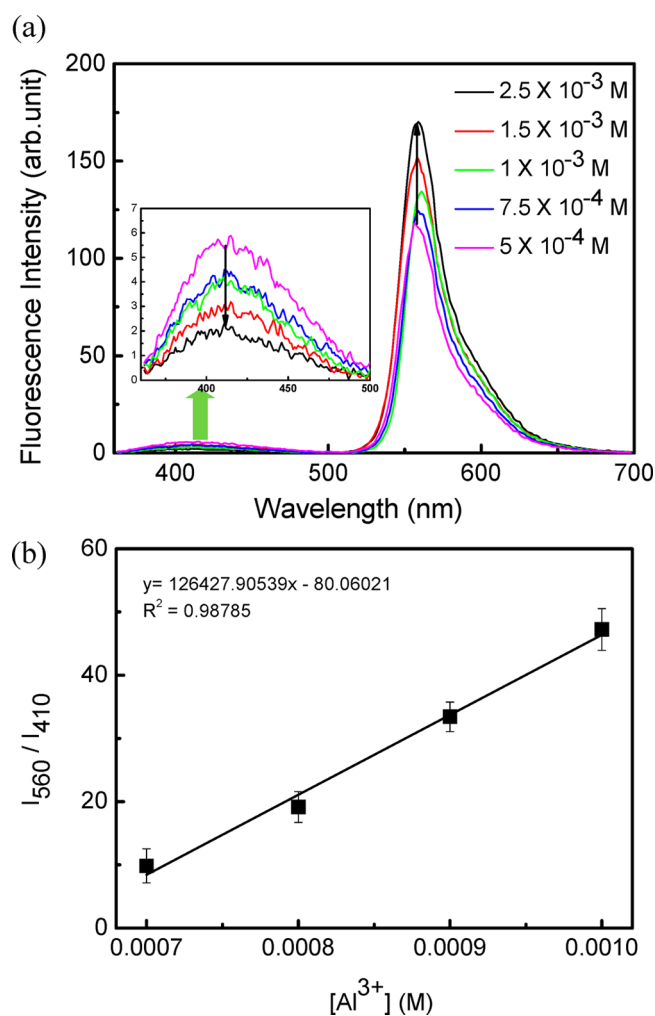 (a)
200
150
100
50
0
Fluorescence Intensity (arb.unit)
2.5 X 10⁻³ M
1.5 X 10⁻³ M
1 X 10⁻³ M
7.5 X 10⁻⁴ M
5 X 10⁻⁴ M
7
6
5
4
3
2
1
0
400 450 500
400 500 600 700
Wavelength (nm)
(b)
y= 126427.90539x - 80.06021
R² = 0.98785
60
40
20
0
I₅₆₀ / I₄₁₀
0.0007 0.0008 0.0009 0.0010
[Al³⁺] (M)